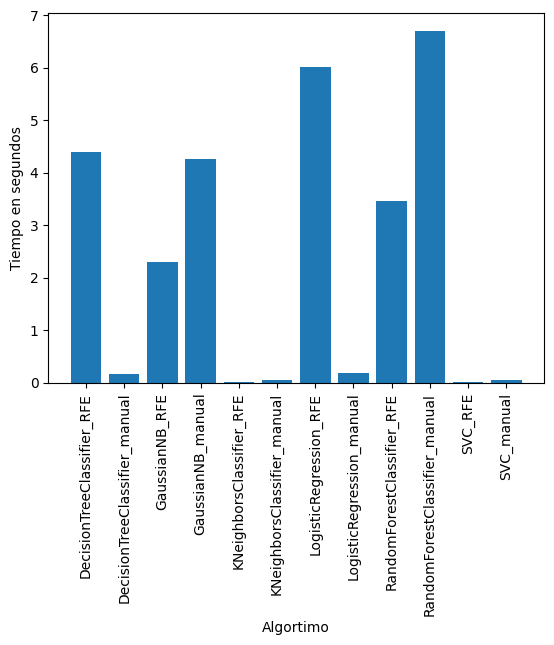 7
6
5
4
3
2
1
0
Tiempo en segundos
DecisionTreeClassifier_RFE
DecisionTreeClassifier_manual
GaussianNB_RFE
GaussianNB_manual
KNeighborsClassifier_RFE
KNeighborsClassifier_manual
LogisticRegression_RFE
LogisticRegression_manual
RandomForestClassifier_RFE
RandomForestClassifier_manual
SVC_RFE
SVC_manual
Algortimo